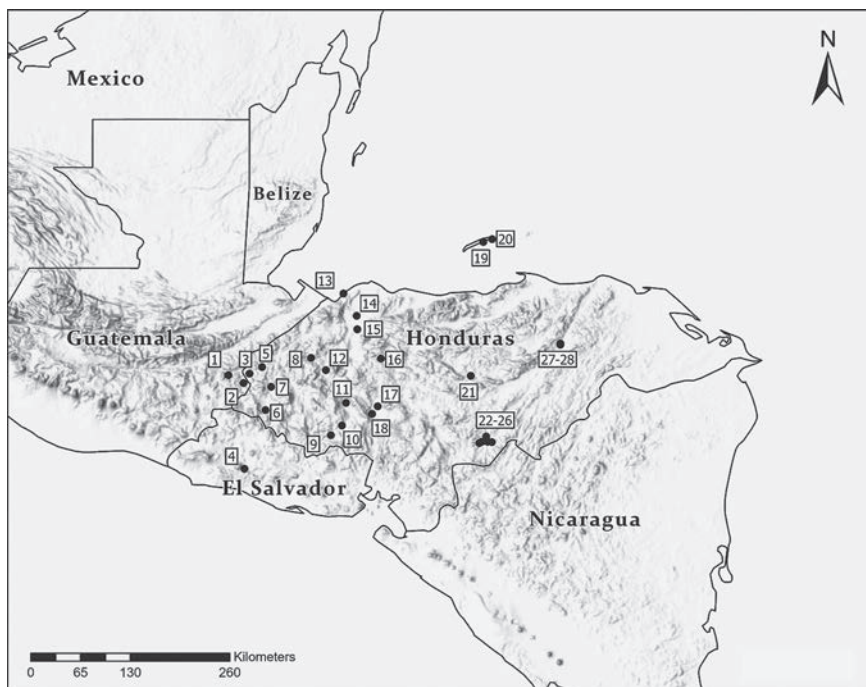 N
Mexico
Belize
20
19
13
14
Guatemala
15
Honduras
1
3
5
8
12
16
27-28
2
7
11
17
21
6
18
22-26
9
10
4
El Salvador
Nicaragua
Kilometers
0 65 130 260